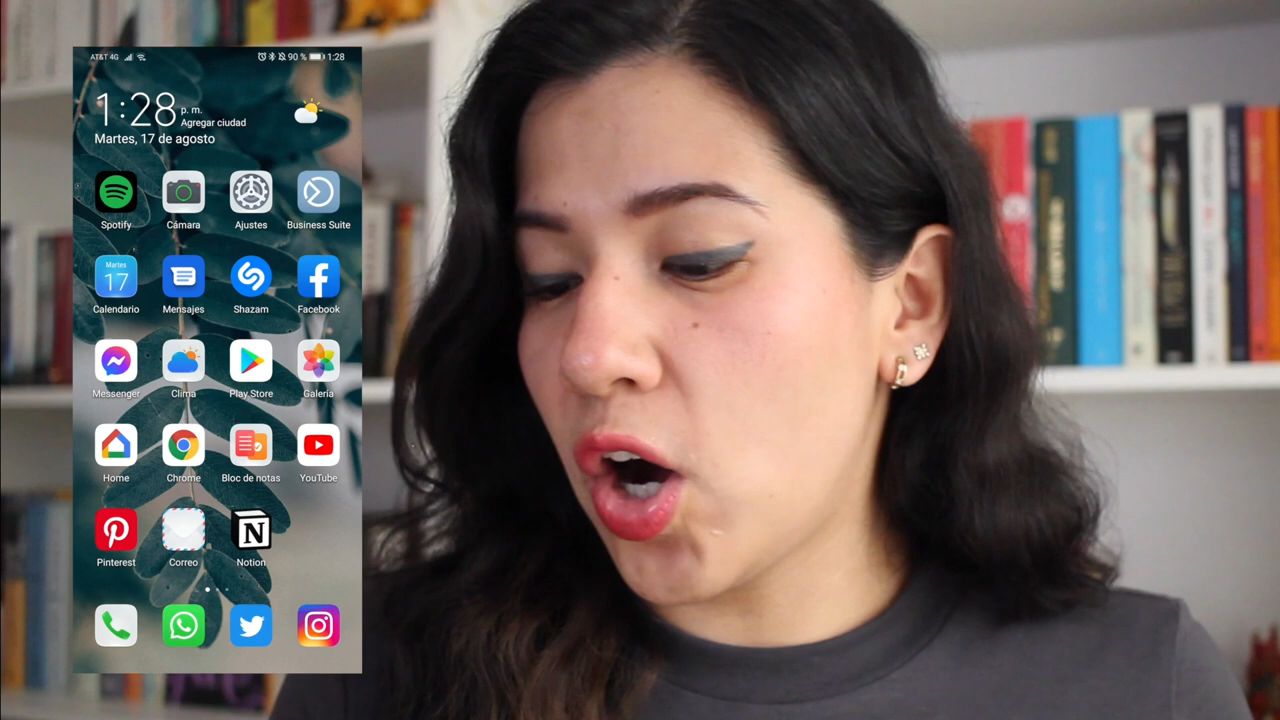 AT&T 4G 90 % 1:28
1:28 p. m.
Agregar ciudad
Martes, 17 de agosto
Spotify Cámara Ajustes Business Suite
Martes
17
Calendario Mensajes Shazam Facebook
Messenger Clima Play Store Galería
Home Chrome Bloc de notas YouTube
N
Pinterest Correo Notion